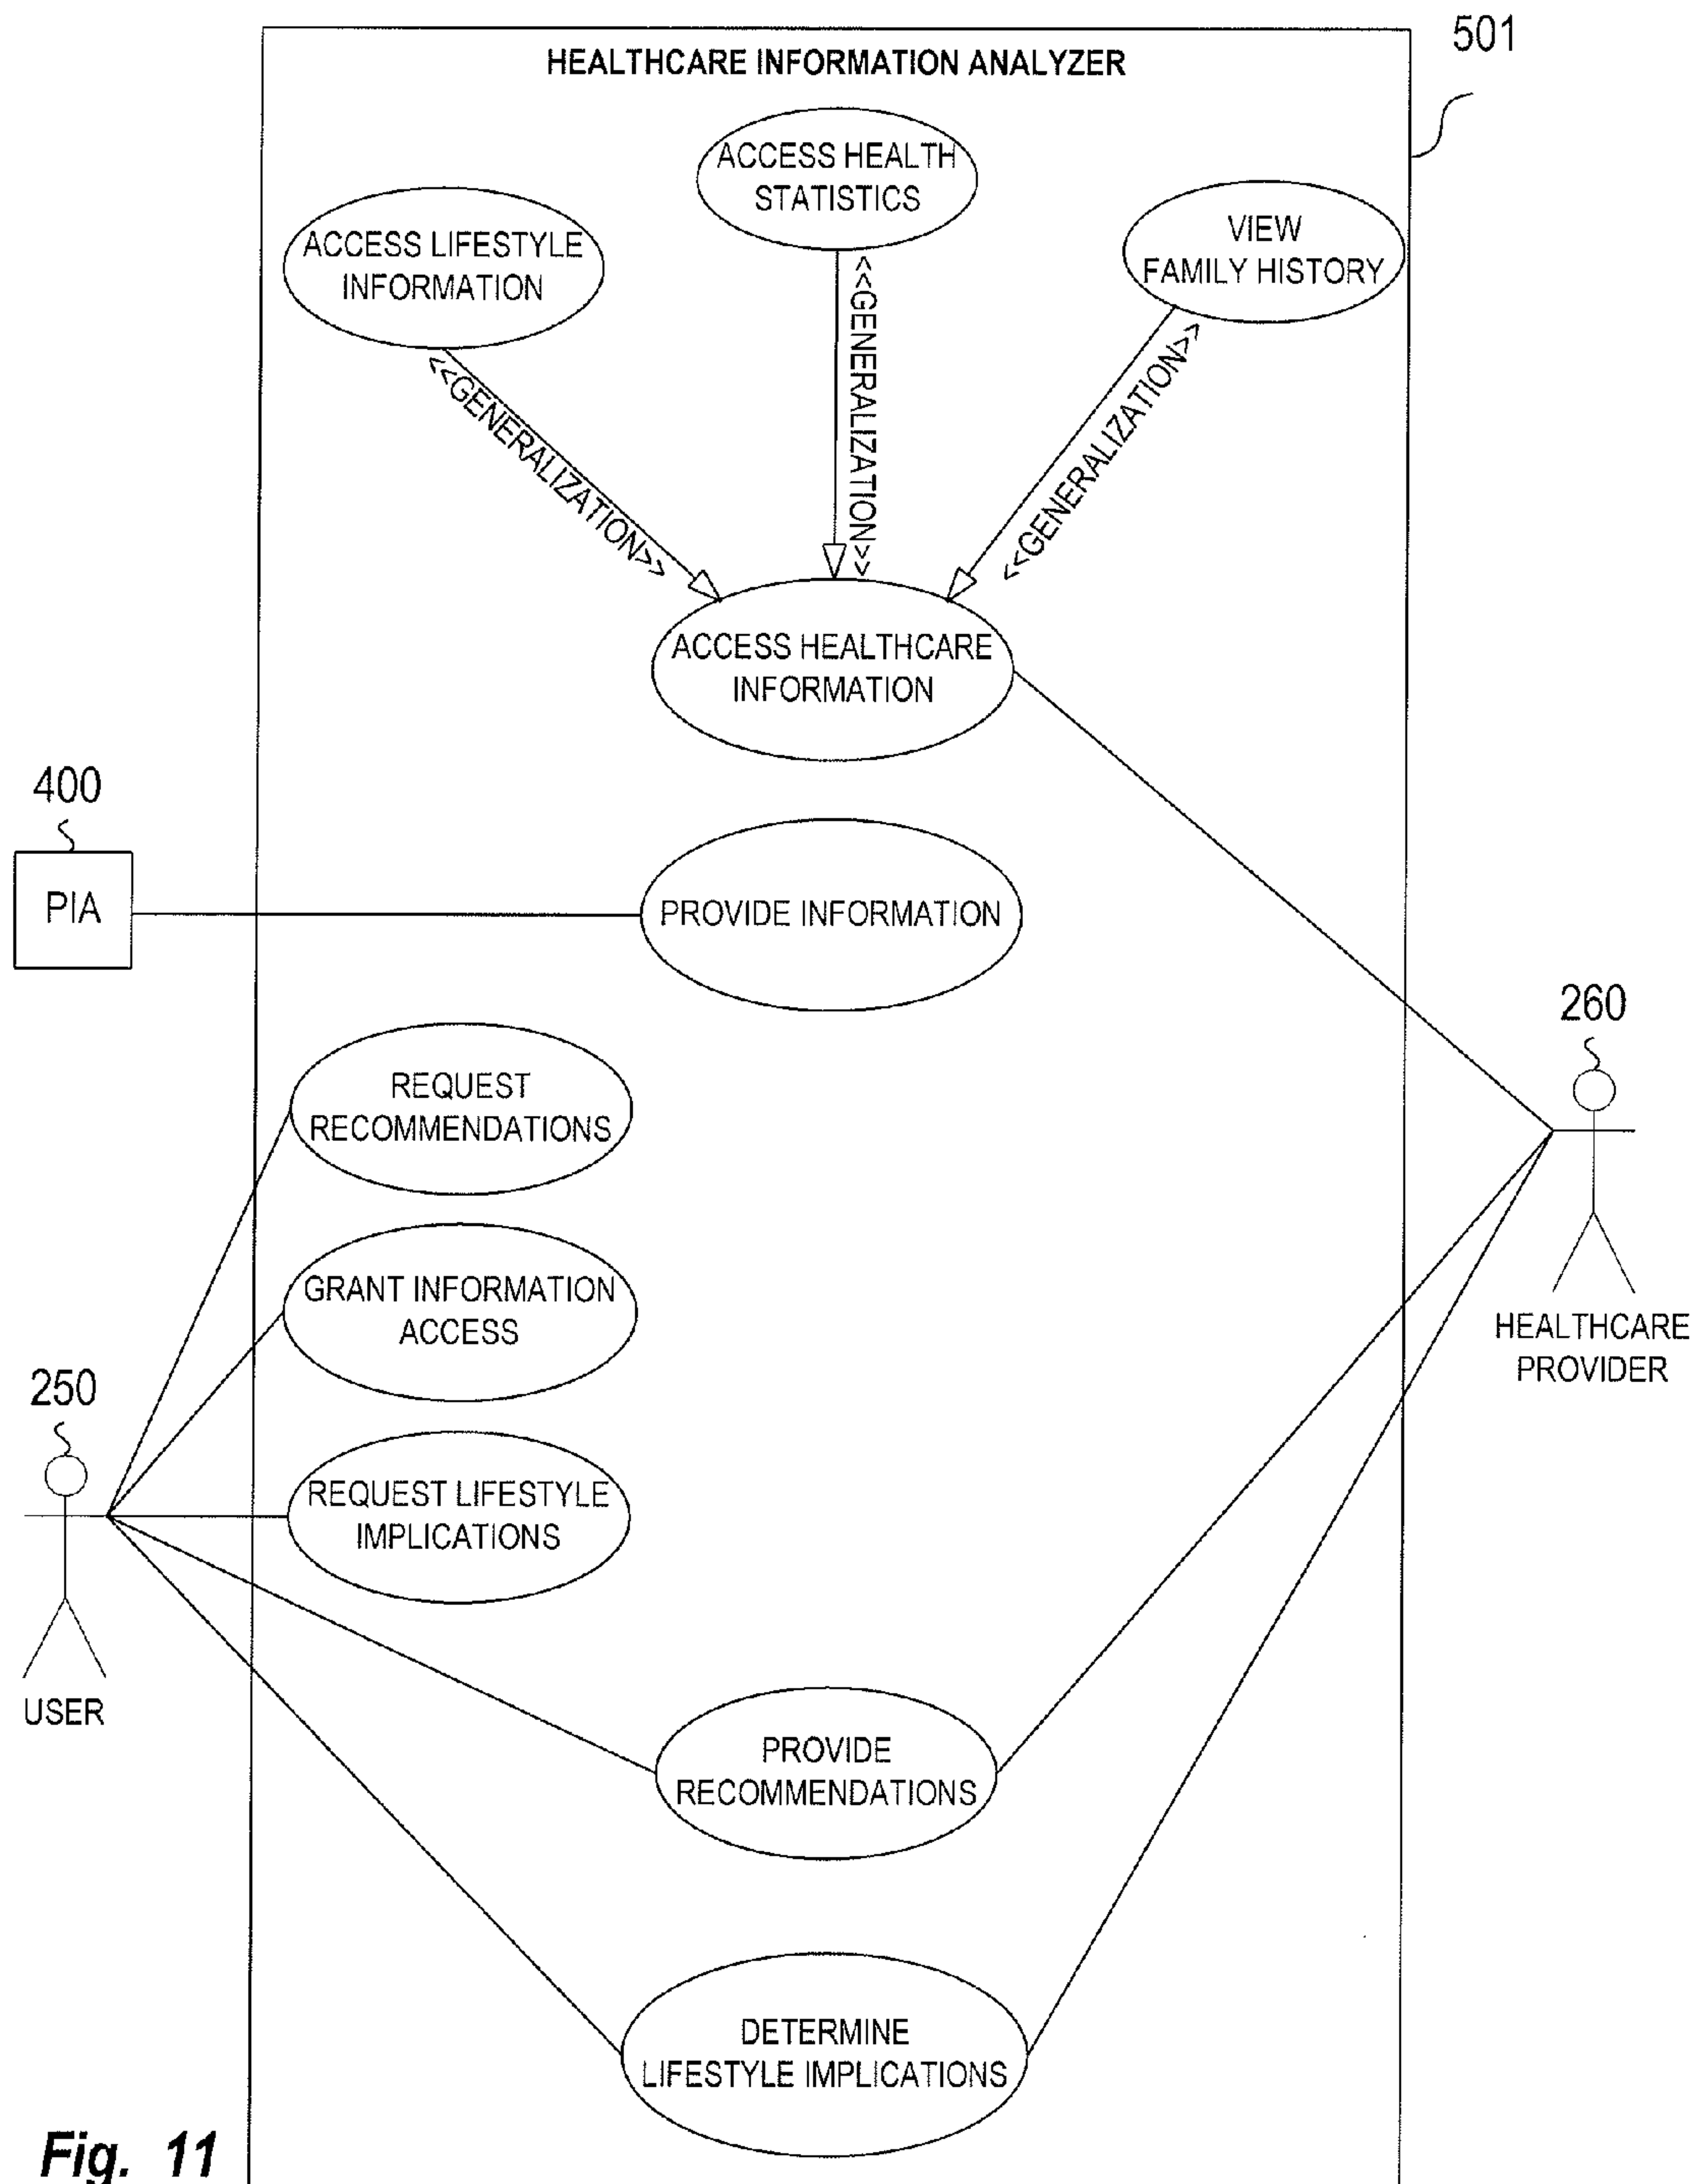 501
HEALTHCARE INFORMATION ANALYZER
ACCESS HEALTH
STATISTICS
ACCESS LIFESTYLE
INFORMATION
VIEW
FAMILY HISTORY
<<GENERALIZATION>>
<<GENERALIZATION>>
<<GENERALIZATION>>
ACCESS HEALTHCARE
INFORMATION
400
PIA
PROVIDE INFORMATION
260
REQUEST
RECOMMENDATIONS
GRANT INFORMATION
ACCESS
HEALTHCARE
PROVIDER
250
REQUEST LIFESTYLE
IMPLICATIONS
USER
PROVIDE
RECOMMENDATIONS
DETERMINE
LIFESTYLE IMPLICATIONS
Fig. 11